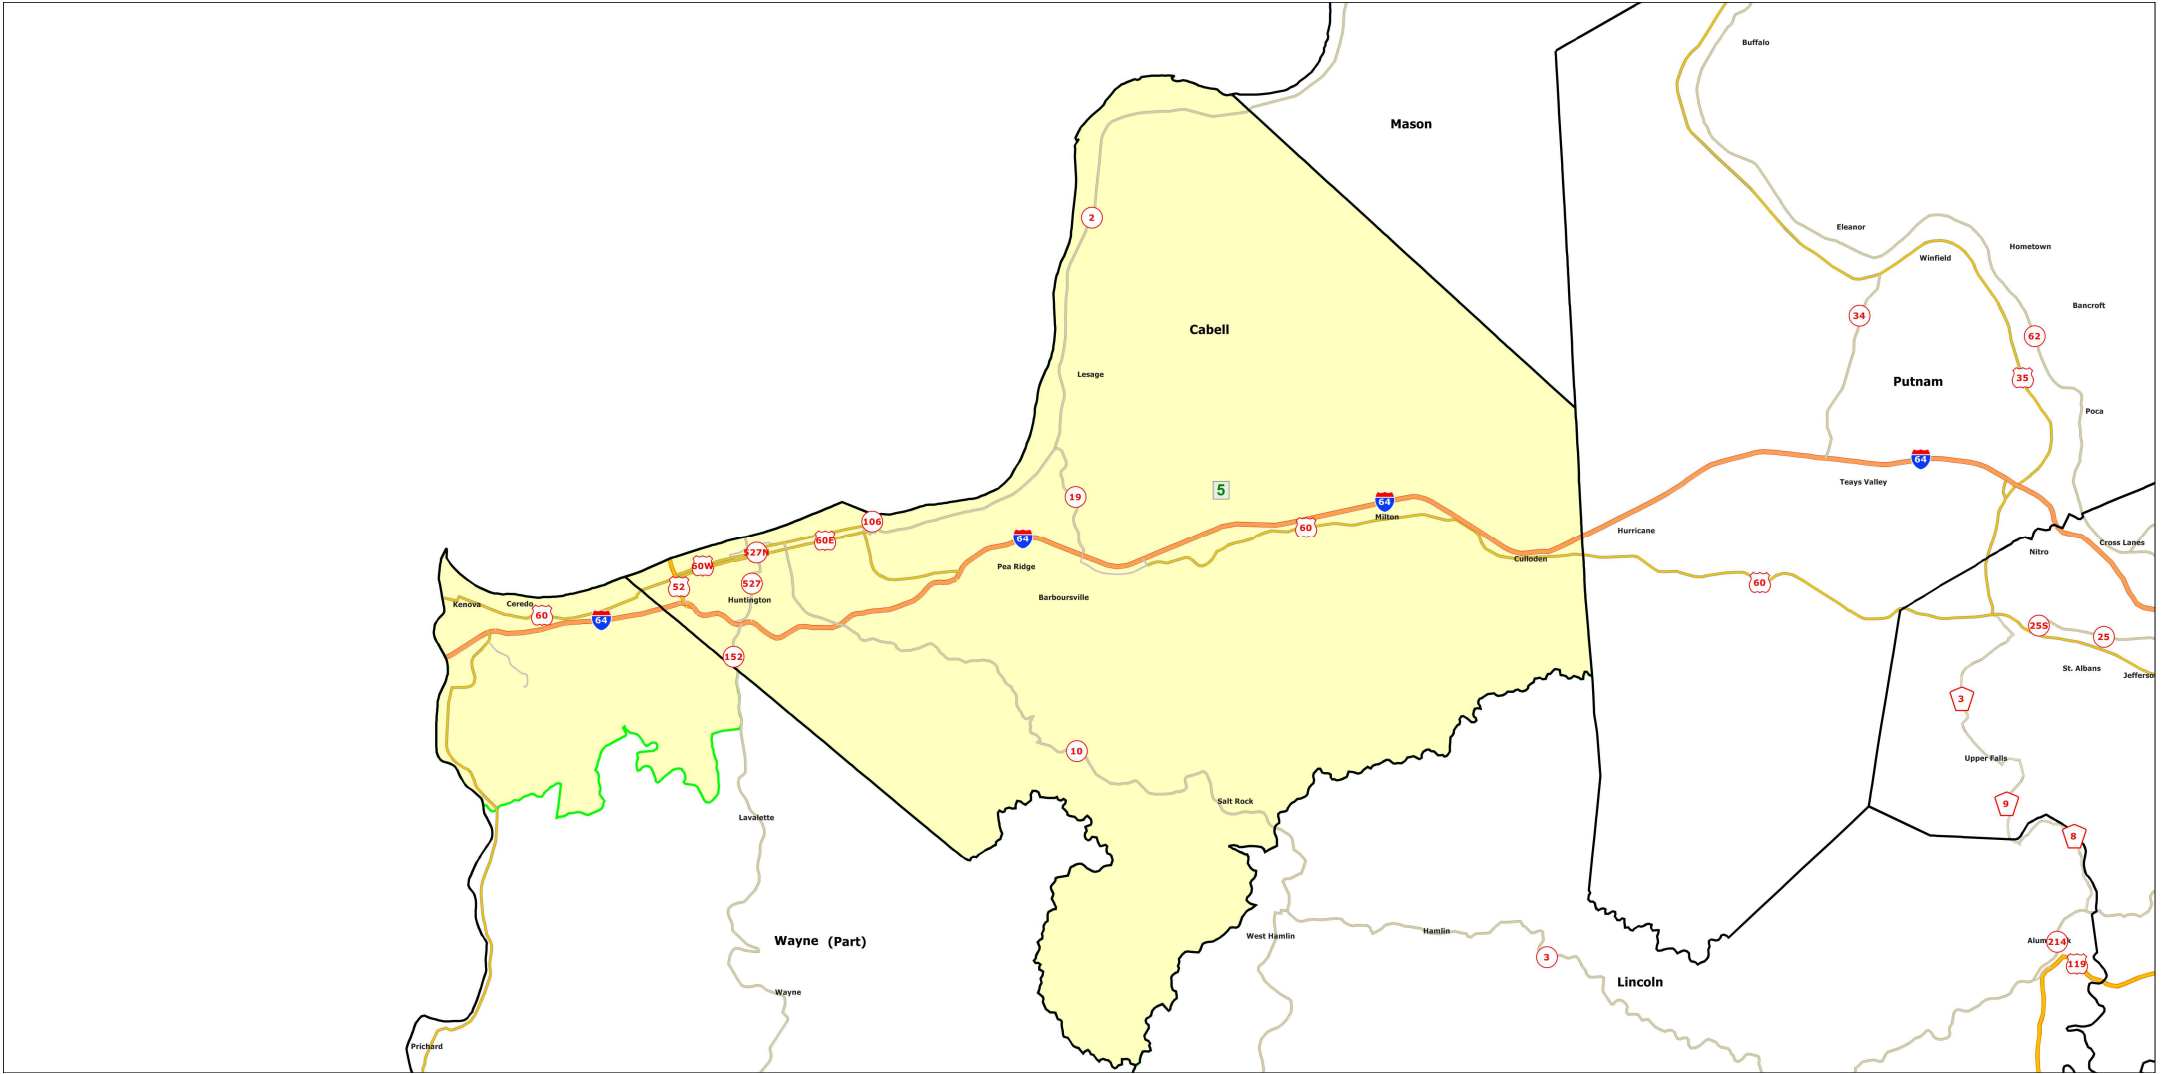 Buffalo
Mason
2
Eleanor
Hometown
Winfield
Bancroft
34
Cabell
62
Lesage
35
Putnam
Poca
64
Teays Valley
5
19
64
Milton
106
60
Hurricane
64
60E
527N
Cross Lanes
Nitro
Culloden
60W
Pea Ridge
60
52
527
Barboursville
Huntington
Kenova
Ceredo
60
64
25S
25
152
St. Albans
Jefferso
3
10
Upper Falls
Salt Rock
9
Lavalette
8
Hamlin
West Hamlin
Wayne (Part)
214
3
119
Lincoln
Wayne
Prichard